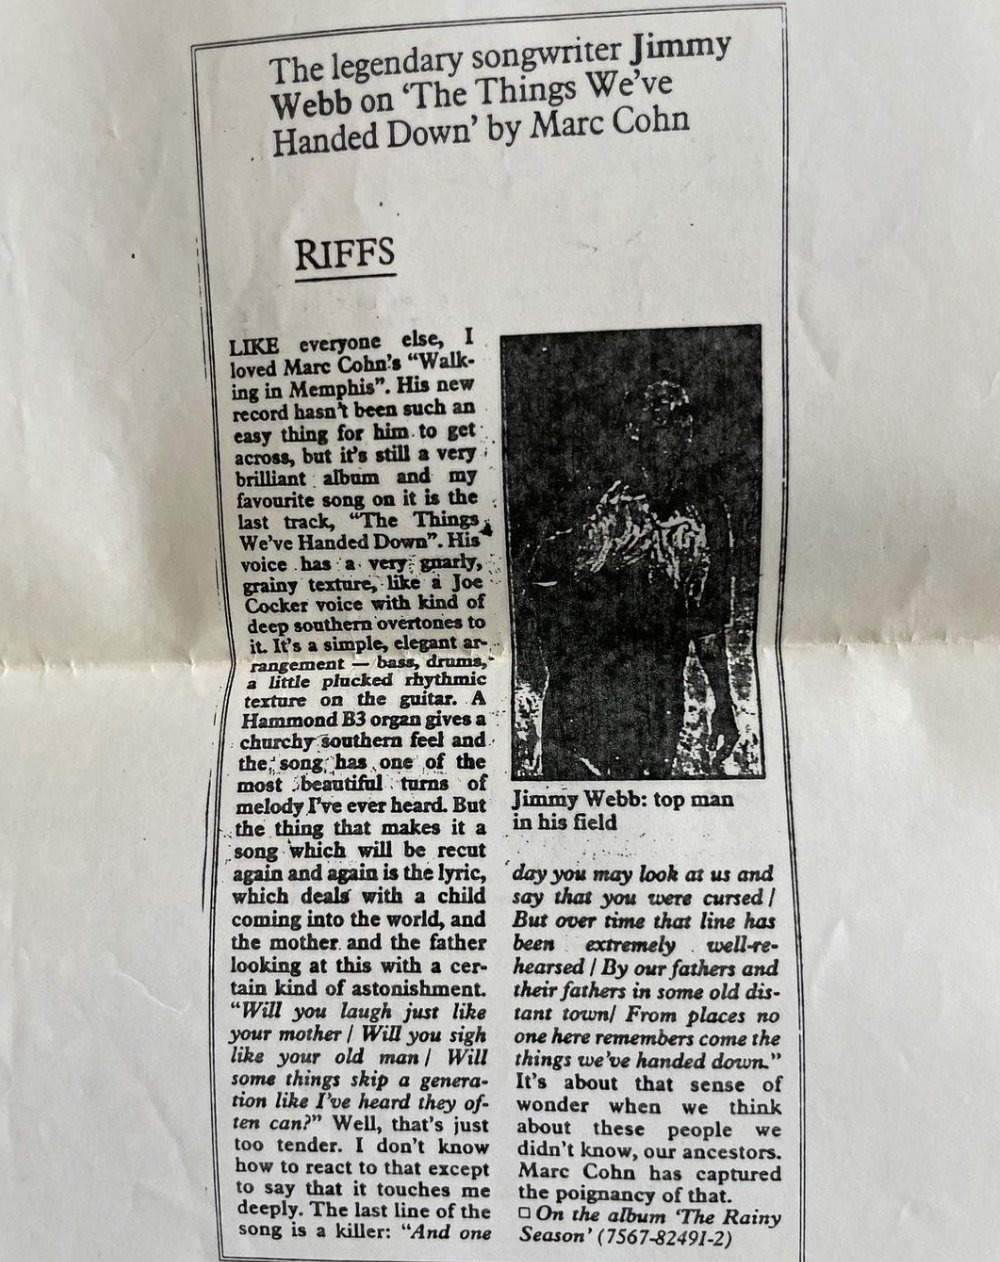 The legendary songwriter Jimmy
Webb on ‘The Things We’ve
Handed Down’ by Marc Cohn
RIFFS
LIKE everyone else, I
loved Marc Cohn's “Walk-
ing in Memphis”. His new
record hasn't been such an
easy thing for him to get
across, but it's still a very
brilliant album and my
favourite song on it is the
last track, “The Things
We've Handed Down”. His
voice has a very gnarly,
grainy texture, like a Joe
Cocker voice with kind of
deep southern overtones to
it. It's a simple, elegant ar-
rangement — bass, drums,
a little plucked rhythmic
texture on the guitar. A
Hammond B3 organ gives a
churchy southern feel and
the song has one of the
most beautiful turns of
melody I've ever heard. But
the thing that makes it a
song which will be recut
again and again is the lyric,
which deals with a child
coming into the world, and
the mother and the father
looking at this with a cer-
tain kind of astonishment.
“Will you laugh just like
your mother / Will you sigh
like your old man / Will
some things skip a genera-
tion like I've heard they of-
ten can?” Well, that's just
too tender. I don't know
how to react to that except
to say that it touches me
deeply. The last line of the
song is a killer: “And one
Jimmy Webb: top man
in his field
day you may look at us and
say that you were cursed /
But over time that line has
been extremely well-re-
hearsed / By our fathers and
their fathers in some old dis-
tant town/ From places no
one here remembers come the
things we've handed down.”
It's about that sense of
wonder when we think
about these people we
didn't know, our ancestors.
Marc Cohn has captured
the poignancy of that.
□ On the album ‘The Rainy
Season’ (7567-82491-2)